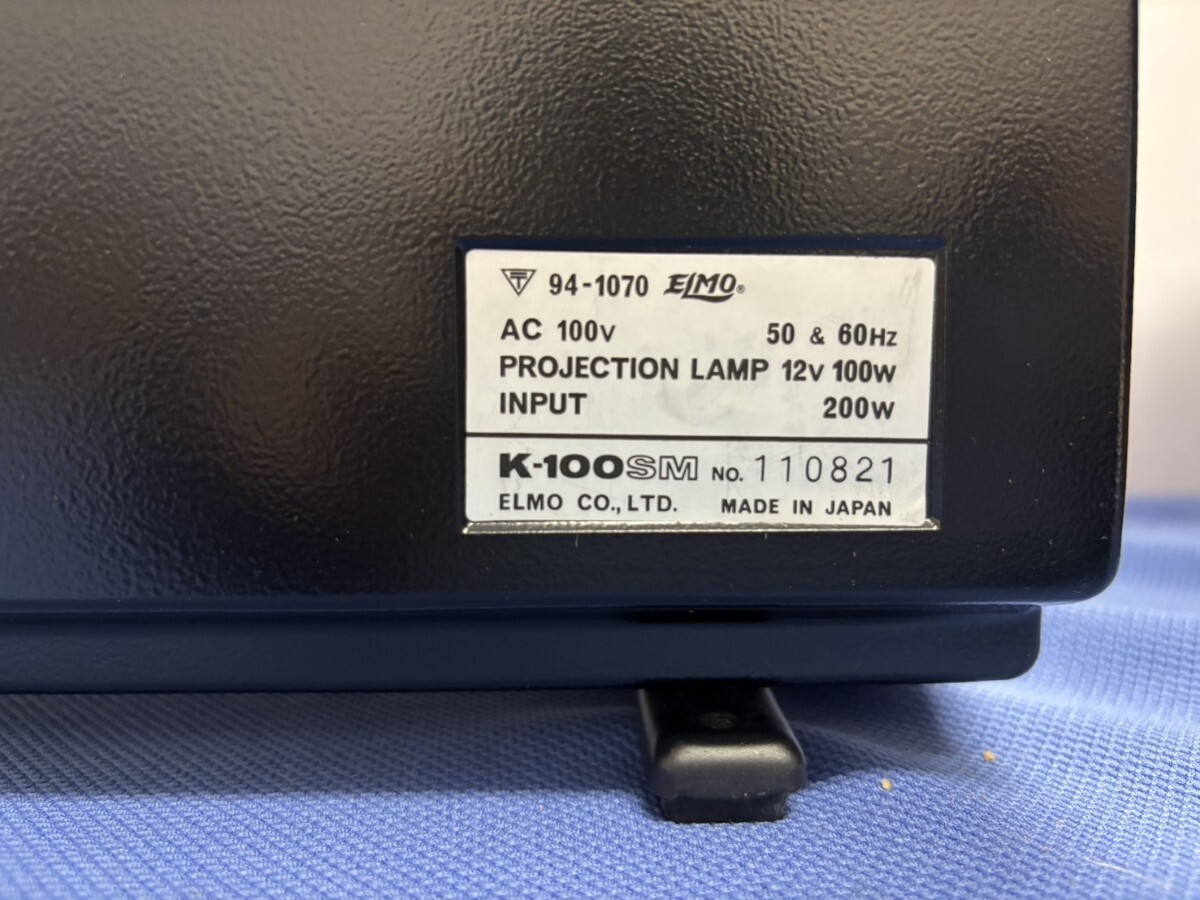 94-1070 ELMO®
AC 100V 50 & 60Hz
PROJECTION LAMP 12V 100W
INPUT 200W
K-100SM NO. 110821
ELMO CO., LTD. MADE IN JAPAN